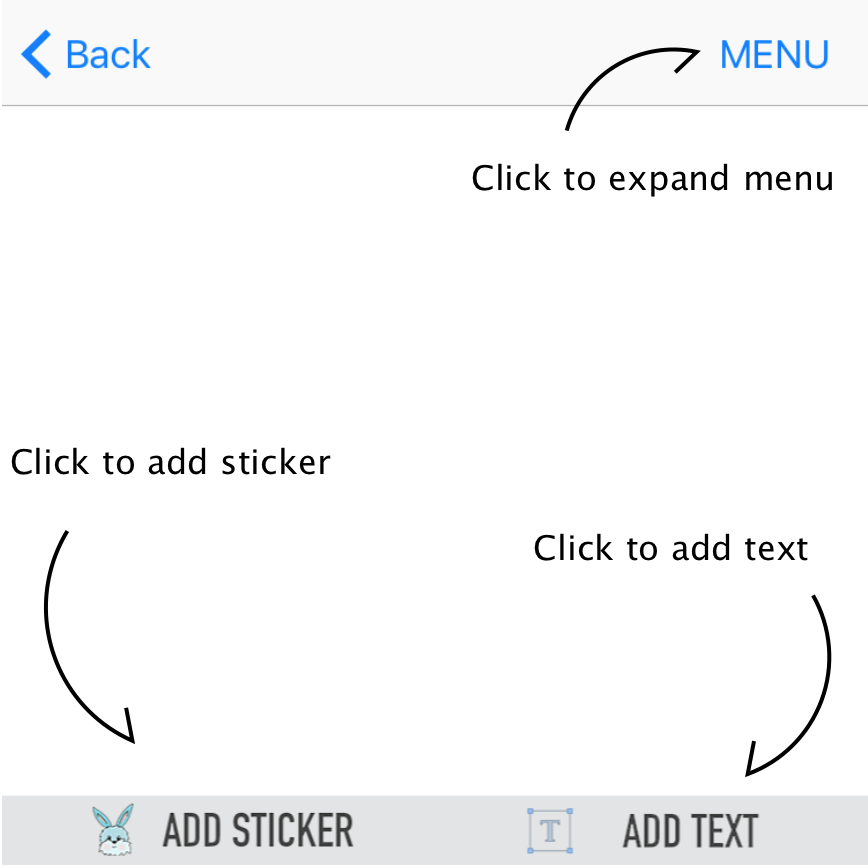 Back
MENU
Click to expand menu
Click to add sticker
Click to add text
ADD STICKER
T
ADD TEXT